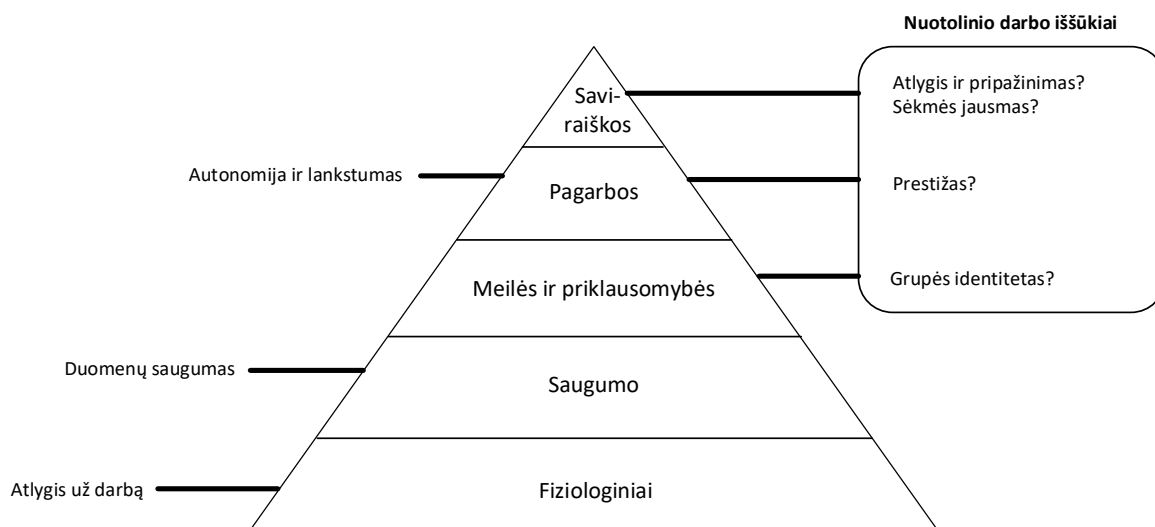 Nuotolinio darbo iššūkiai
Atlygis ir pripažinimas?
Sėkmės jausmas?
Savi-
raiškos
Autonomija ir lankstumas
Pagarbos
Prestižas?
Meilės ir priklausomybės
Grupės identitetas?
Duomenų saugumas
Saugumo
Atlygis už darbą
Fiziologiniai